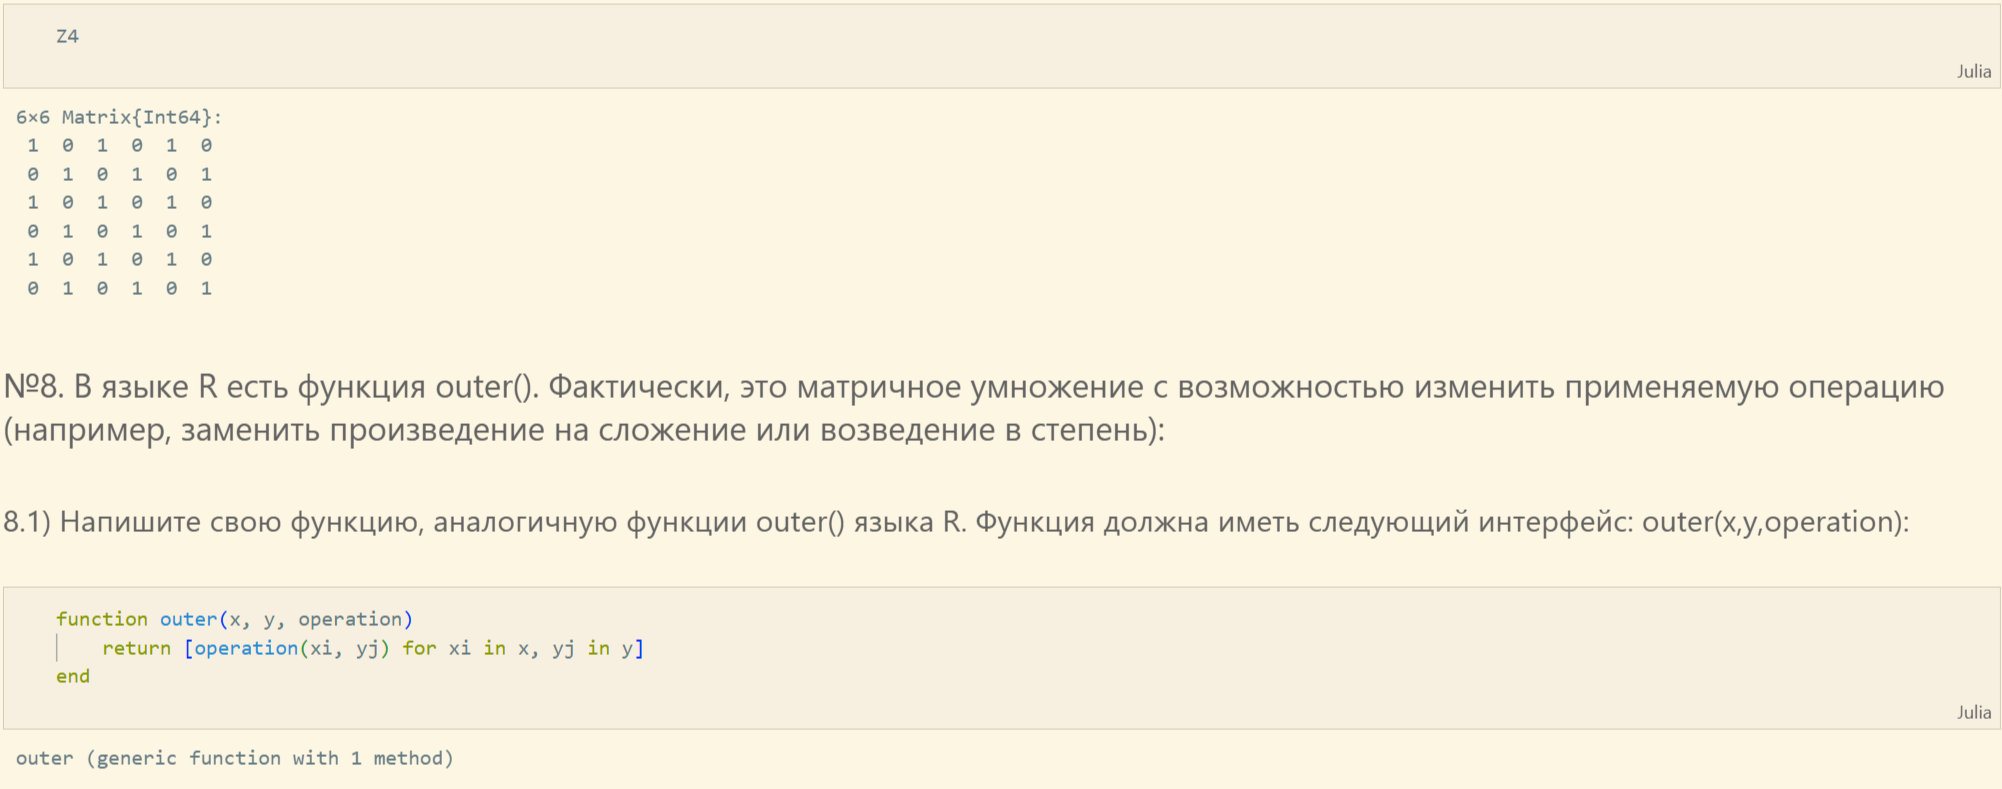 Z4
Julia
6×6 Matrix{Int64}:
1 0 1 0 1 0
0 1 0 1 0 1
1 0 1 0 1 0
0 1 0 1 0 1
1 0 1 0 1 0
0 1 0 1 0 1
№8. В языке R есть функция outer(). Фактически, это матричное умножение с возможностью изменить применяемую операцию
(например, заменить произведение на сложение или возведение в степень):
8.1) Напишите свою функцию, аналогичную функции outer() языка R. Функция должна иметь следующий интерфейс: outer(x,y,operation):
function outer(x, y, operation)
    return [operation(xi, yj) for xi in x, yj in y]
end
Julia
outer (generic function with 1 method)